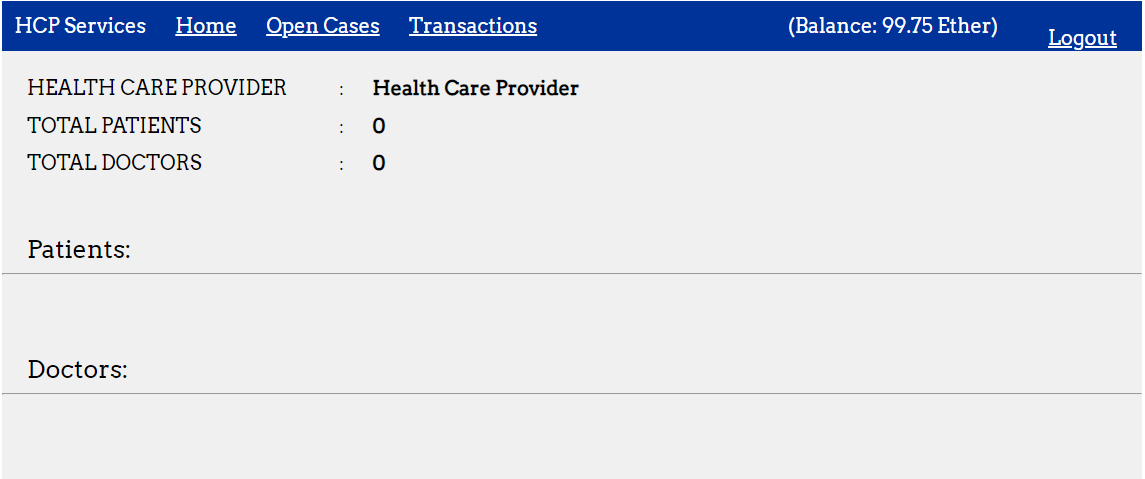 HCP Services Home Open Cases Transactions (Balance: 99.75 Ether) Logout
HEALTH CARE PROVIDER : Health Care Provider
TOTAL PATIENTS : 0
TOTAL DOCTORS : 0
Patients:
Doctors: